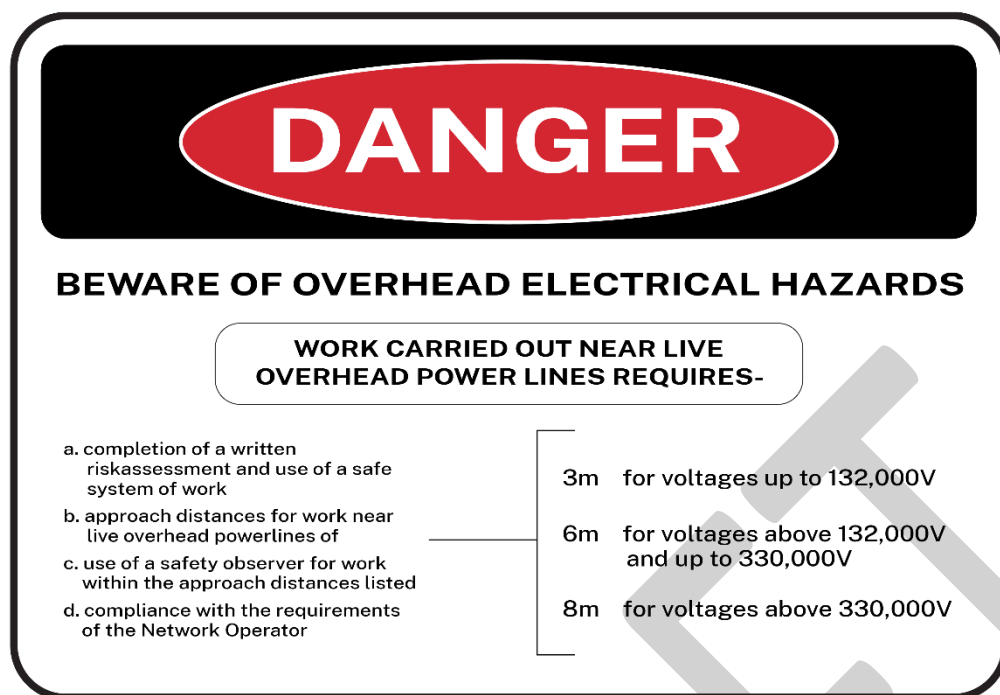 DANGER
BEWARE OF OVERHEAD ELECTRICAL HAZARDS
WORK CARRIED OUT NEAR LIVE
OVERHEAD POWER LINES REQUIRES-
a. completion of a written
riskassessment and use of a safe
system of work
b. approach distances for work near
live overhead powerlines of
c. use of a safety observer for work
within the approach distances listed
d. compliance with the requirements
of the Network Operator
3m for voltages up to 132,000V
6m for voltages above 132,000V
and up to 330,000V
8m for voltages above 330,000V